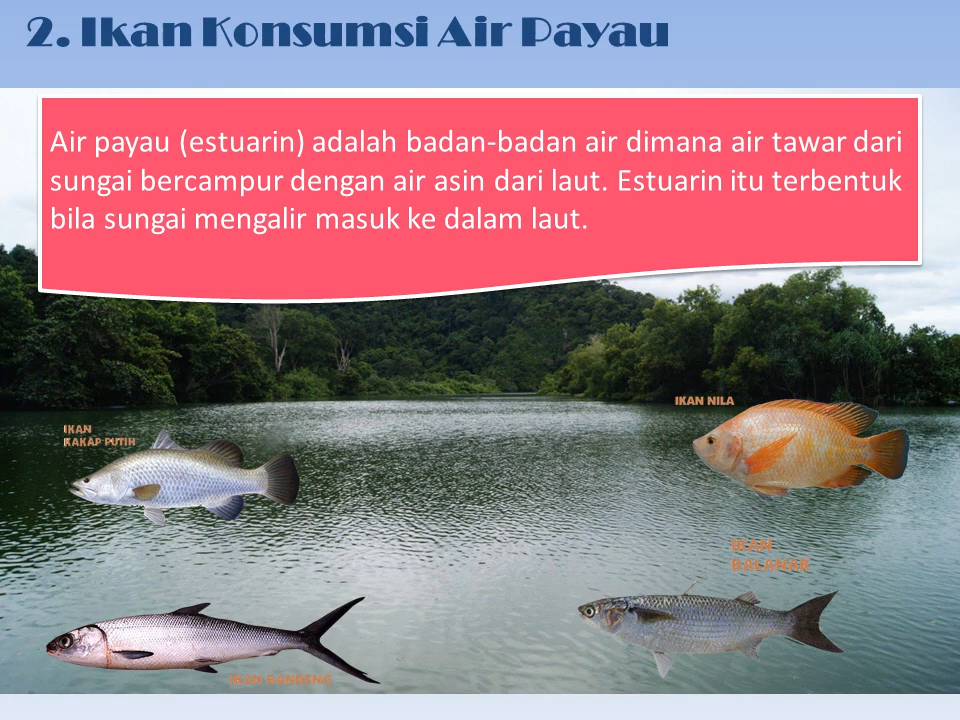 2. Ikan Konsumsi Air Payau
Air payau (estuarin) adalah badan-badan air dimana air tawar dari
sungai bercampur dengan air asin dari laut. Estuarin itu terbentuk
bila sungai mengalir masuk ke dalam laut.
IKAN NILA
IKAN
KAKAP PUTIH
IKAN
BALANAK
IKAN BANDENG